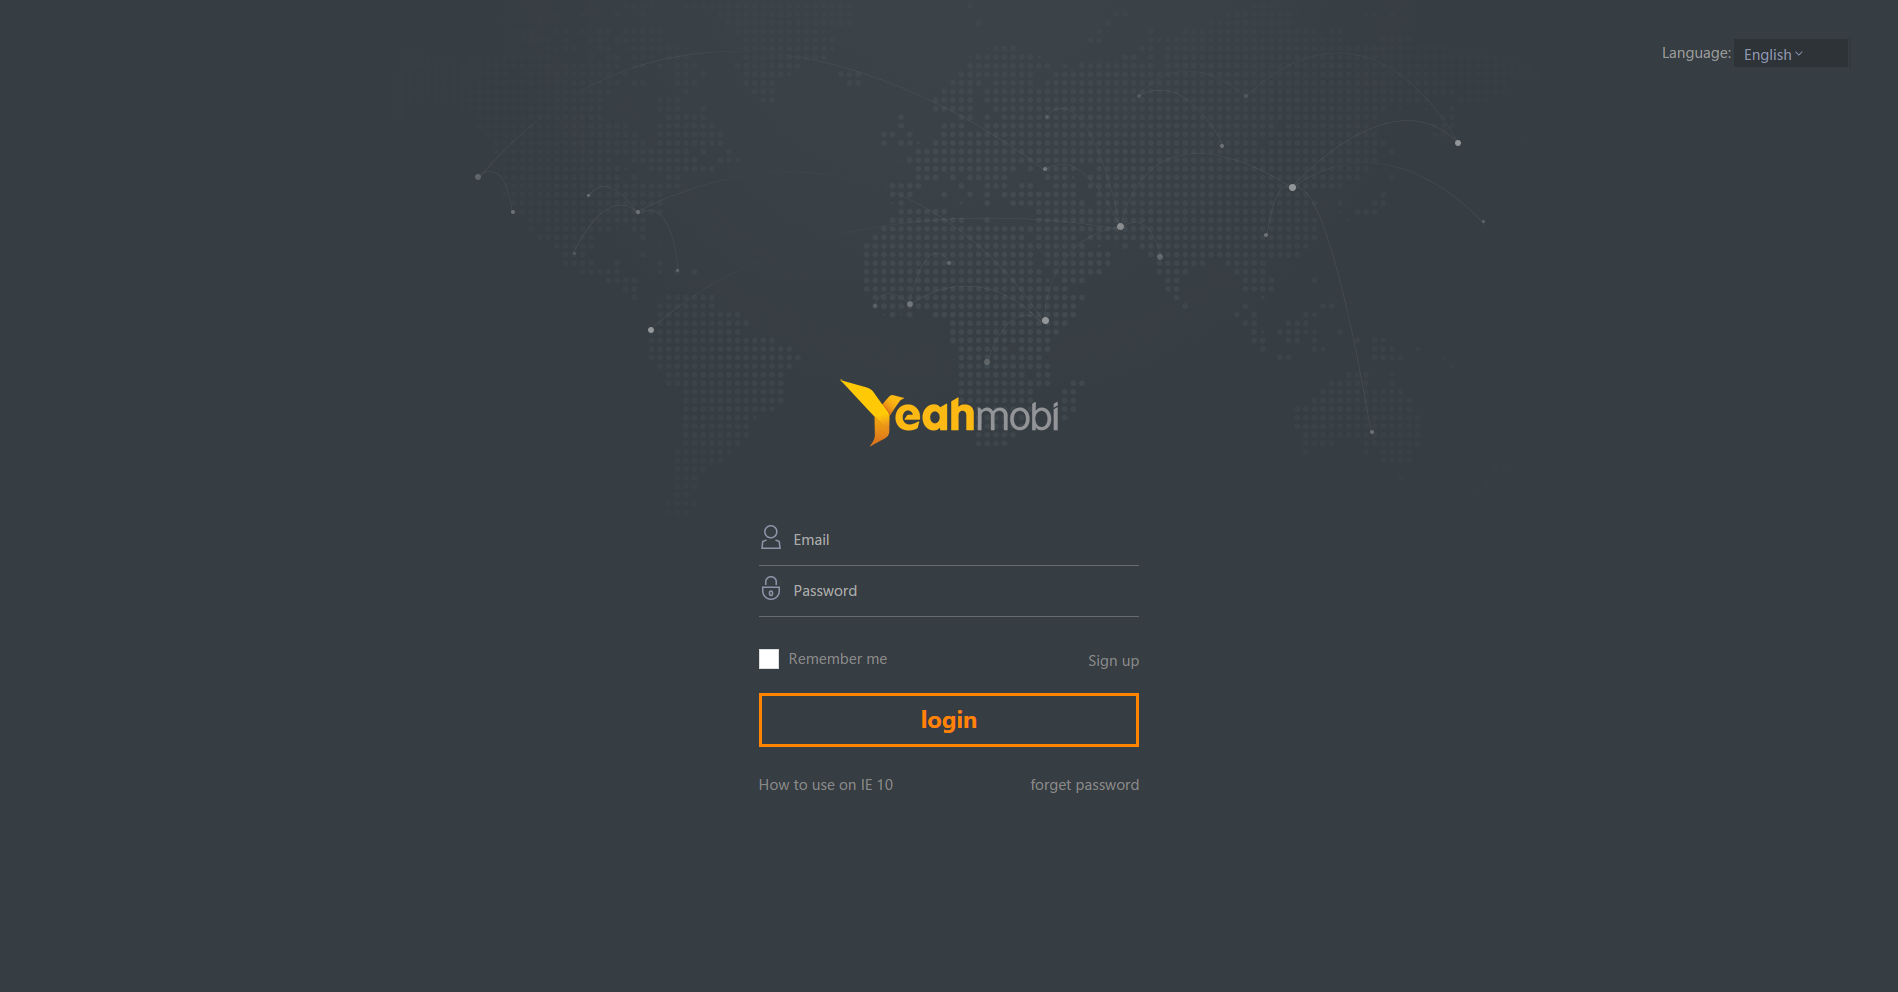 Language: English
Yeahmobi
Email
Password
Remember me
Sign up
login
How to use on IE 10
forget password